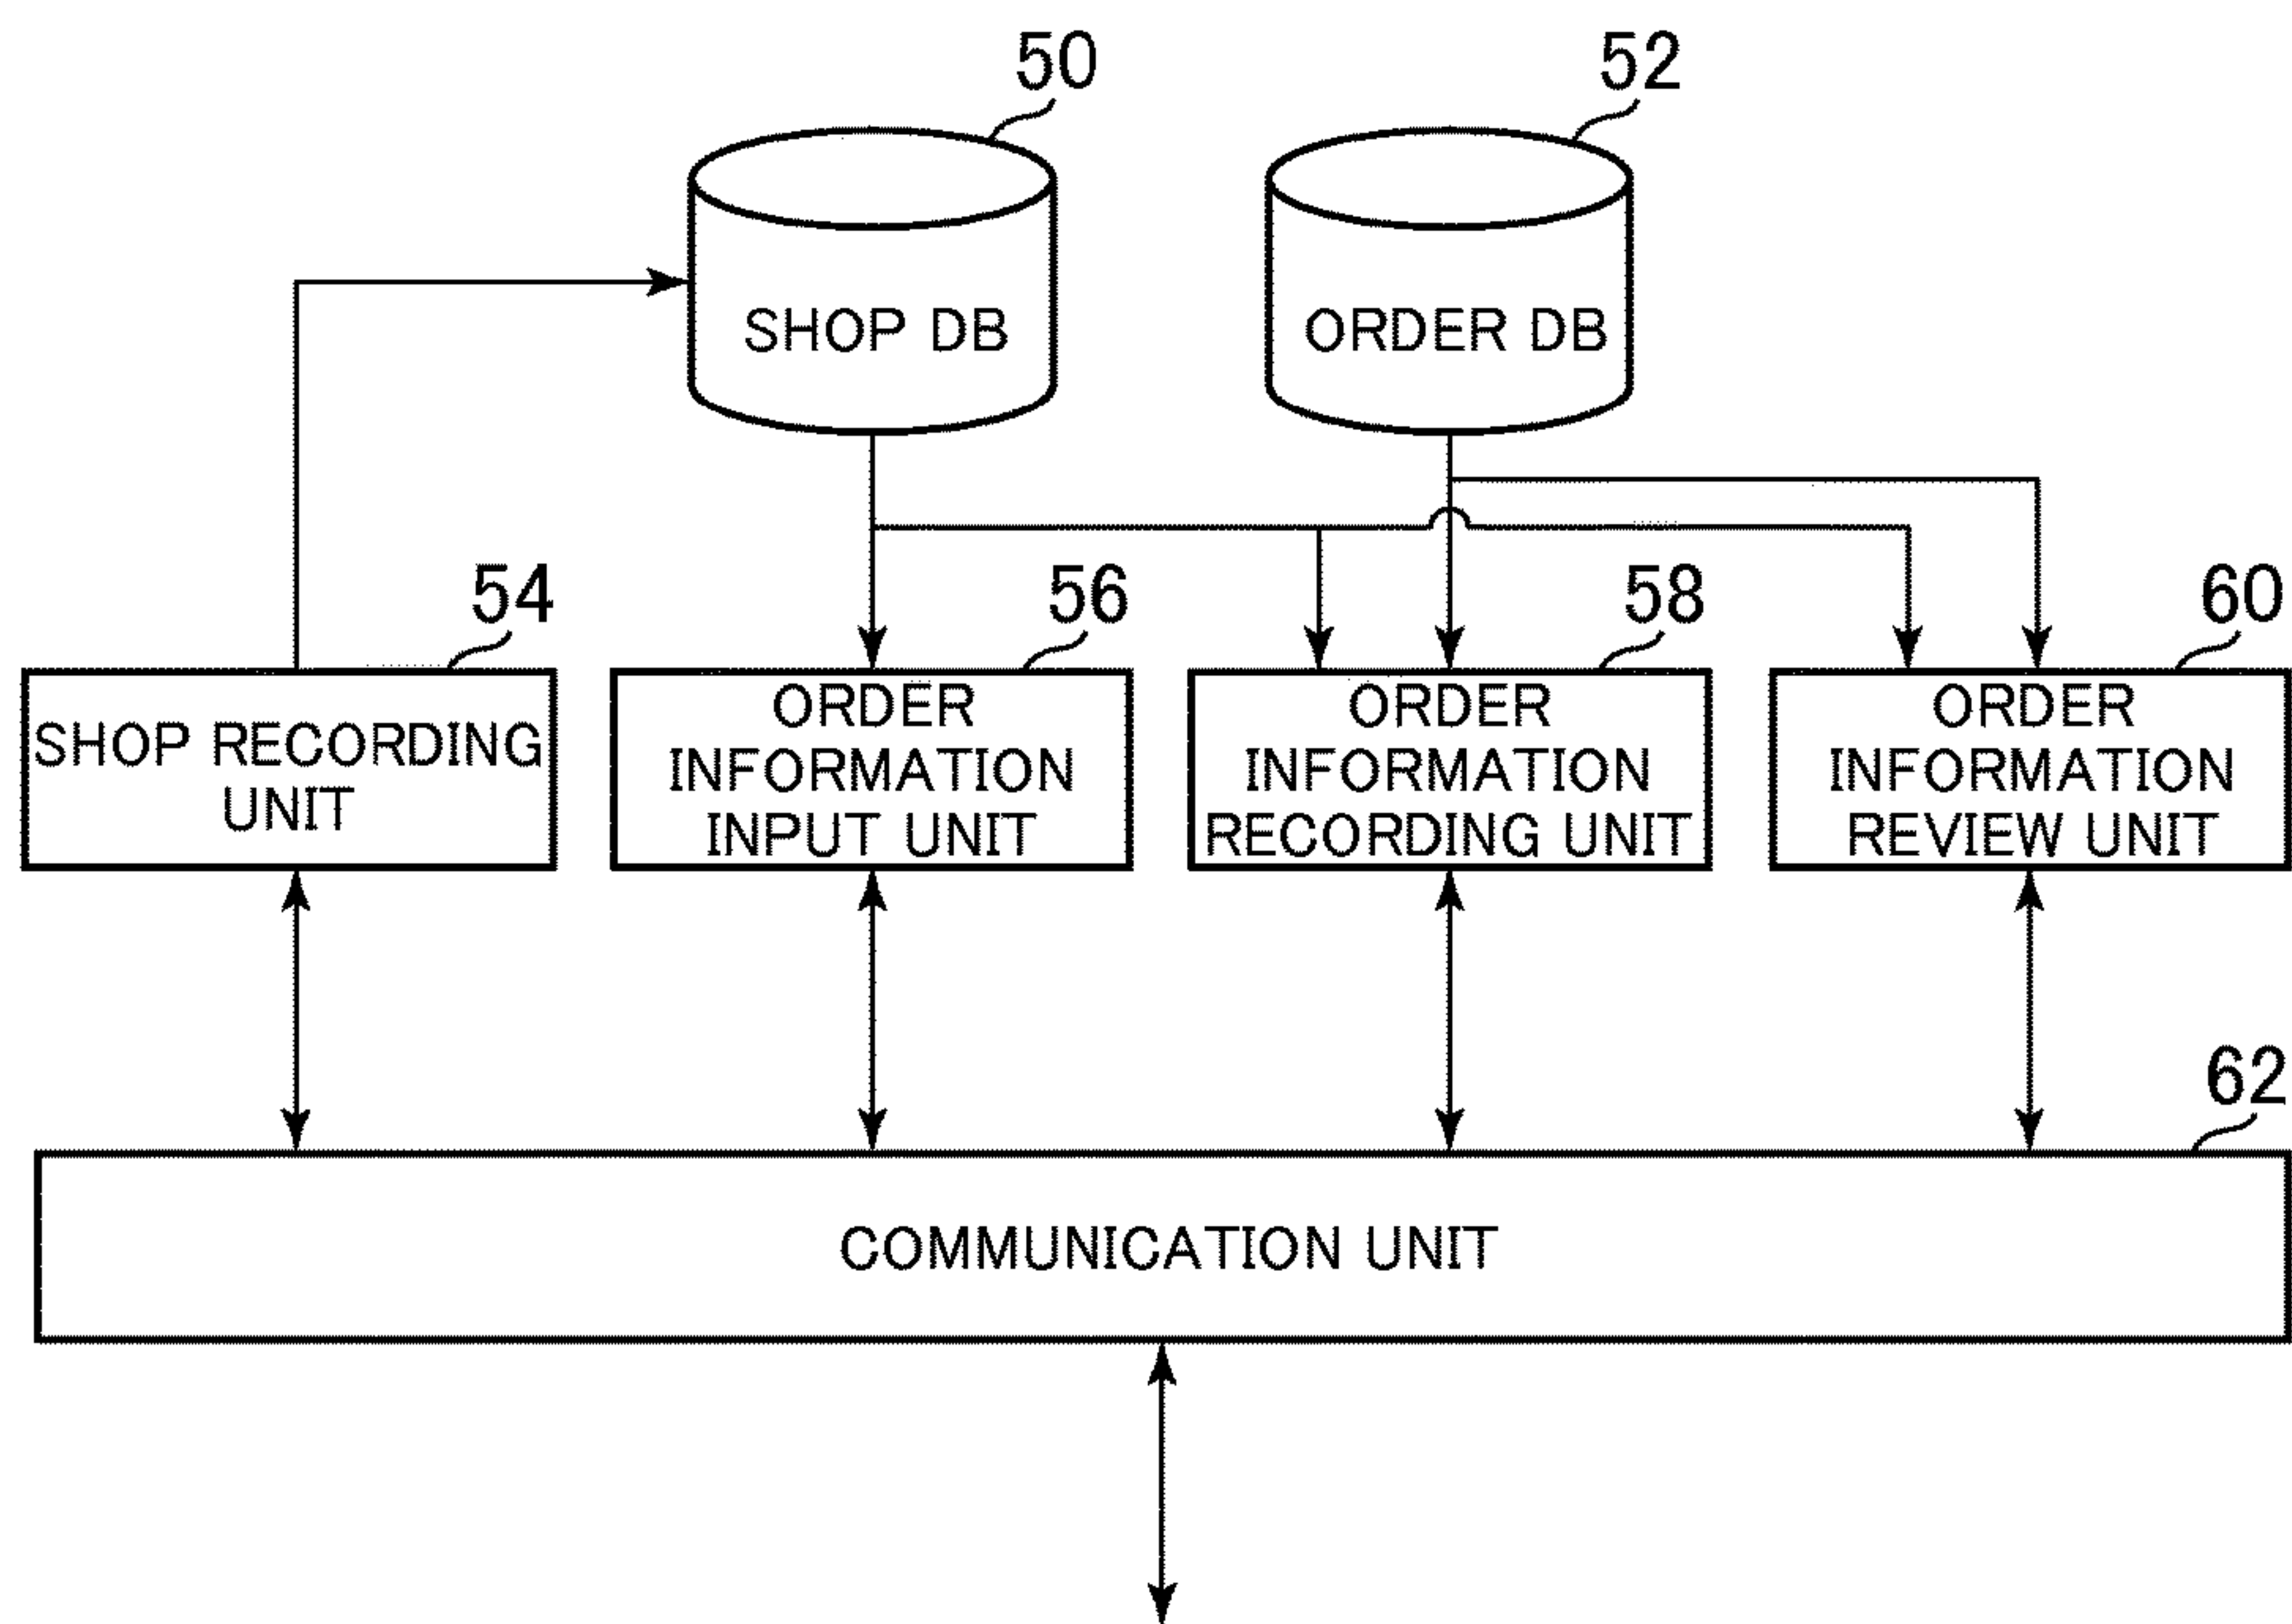 50
52
SHOP DB
ORDER DB
54
56
58
60
SHOP RECORDING
UNIT
ORDER
INFORMATION
INPUT UNIT
ORDER
INFORMATION
RECORDING UNIT
ORDER
INFORMATION
REVIEW UNIT
62
COMMUNICATION UNIT